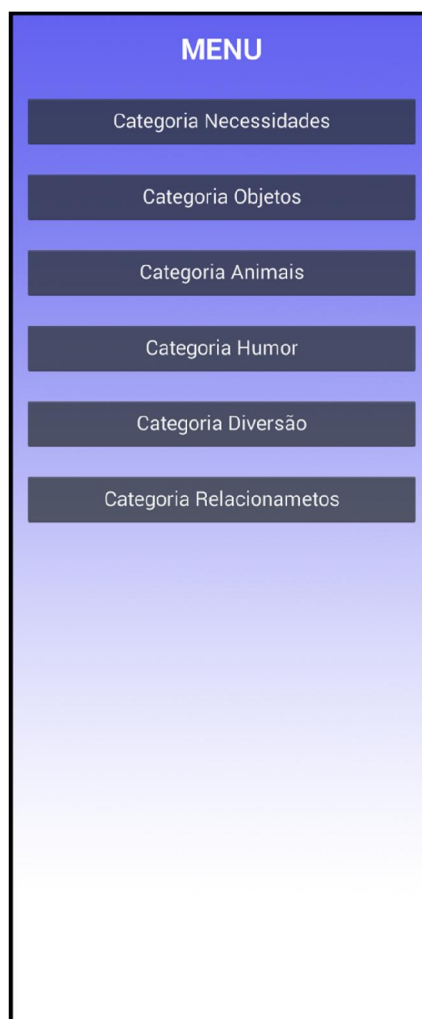 MENU
Categoria Necessidades
Categoria Objetos
Categoria Animais
Categoria Humor
Categoria Diversão
Categoria Relacionametos